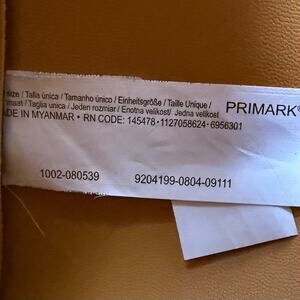 size / Talla única / Tamanho único / Einheitsgröße / Taille Unique /
maat / Taglia unica / Jeden rozmiar / Enotna velikost / Jedna velikost
PRIMARK®
MADE IN MYANMAR • RN CODE: 145478 • 1127058624 • 6956301
1002-080539
9204199-0804-09111